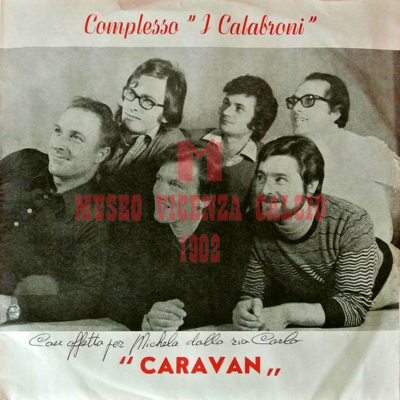 Complesso "I Calabroni"
M
MUSEO VICENZA CALCIO
1902
Con affetto per Michela dallo zio Carlo
“ CARAVAN „